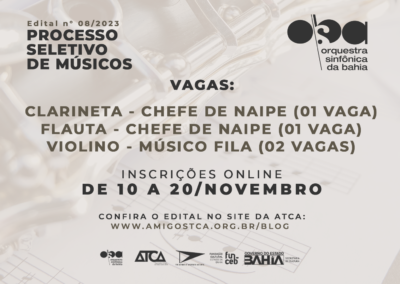 Edital nº 08/2023
PROCESSO
SELETIVO
DE MÚSICOS
orquestra
sinfônica
da bahia
VAGAS:
CLARINETA - CHEFE DE NAIPE (01 VAGA)
FLAUTA - CHEFE DE NAIPE (01 VAGA)
VIOLINO - MÚSICO FILA (02 VAGAS)
INSCRIÇÕES ONLINE
DE 10 A 20/NOVEMBRO
CONFIRA O EDITAL NO SITE DA ATCA:
WWW.AMIGOSTCA.ORG.BR/BLOG
ATCA
funceb
BAHIA